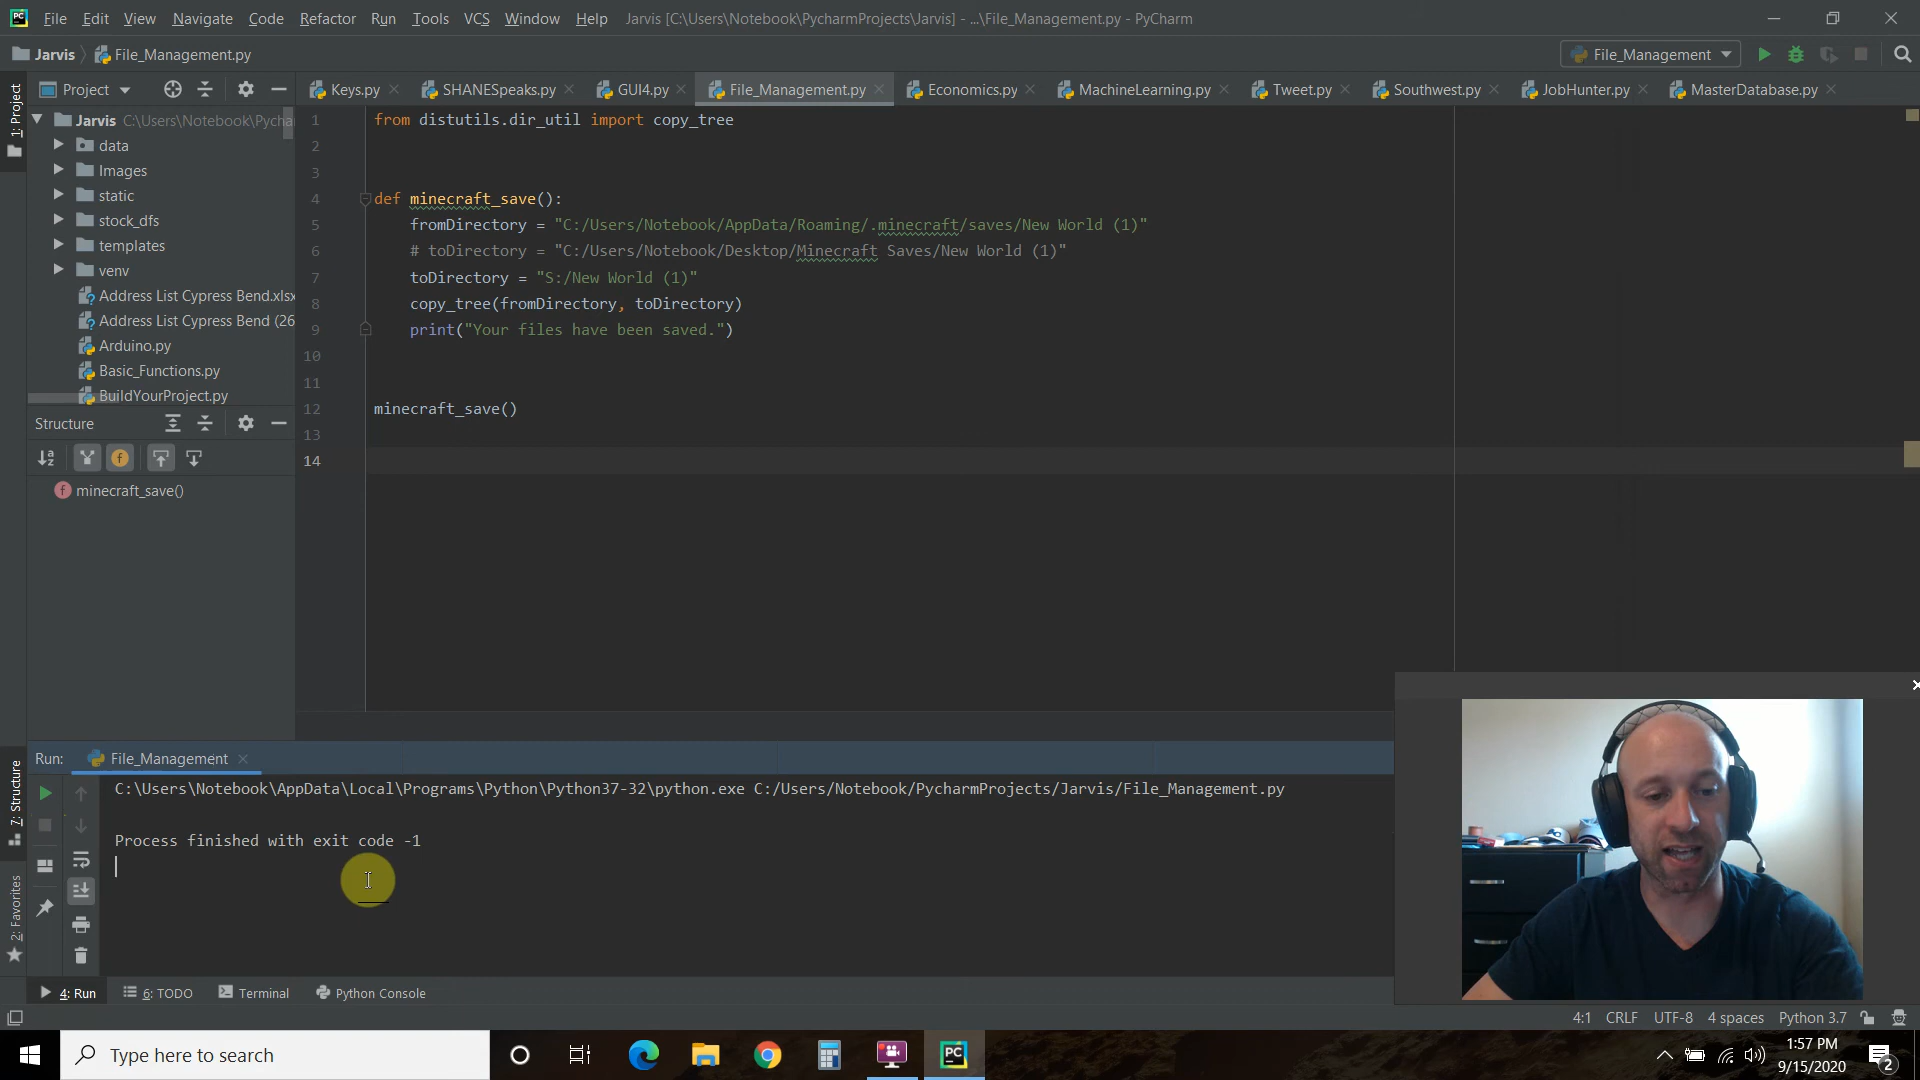 PC File Edit View Navigate Code Refactor Run Tools VCS Window Help Jarvis [C:\Users\Notebook\PycharmProjects\Jarvis] - ...\File_Management.py - PyCharm
Jarvis File_Management.py File_Management
1: Project
Project
Keys.py SHANESpeaks.py GUI4.py File_Management.py Economics.py MachineLearning.py Tweet.py Southwest.py JobHunter.py MasterDatabase.py
Jarvis C:\Users\Notebook\Pycha
data
Images
static
stock_dfs
templates
venv
Address List Cypress Bend.xlsx
Address List Cypress Bend (26
Arduino.py
Basic_Functions.py
BuildYourProject.py
1 from distutils.dir_util import copy_tree
2
3
4 def minecraft_save():
5 fromDirectory = "C:/Users/Notebook/AppData/Roaming/.minecraft/saves/New World (1)"
6 # toDirectory = "C:/Users/Notebook/Desktop/Minecraft Saves/New World (1)"
7 toDirectory = "S:/New World (1)"
8 copy_tree(fromDirectory, toDirectory)
9 print("Your files have been saved.")
10
11
12 minecraft_save()
13
14
Structure
minecraft_save()
7: Structure
2: Favorites
Run: File_Management
C:\Users\Notebook\AppData\Local\Programs\Python\Python37-32\python.exe C:/Users/Notebook/PycharmProjects/Jarvis/File_Management.py
Process finished with exit code -1
4: Run 6: TODO Terminal Python Console
4:1 CRLF UTF-8 4 spaces Python 3.7
Type here to search
PC
1:57 PM
9/15/2020
2